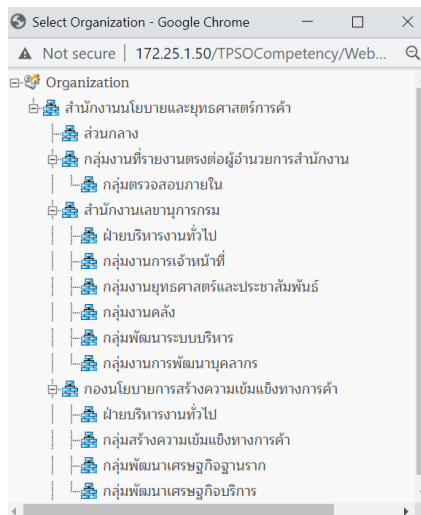 Select Organization - Google Chrome
Not secure | 172.25.1.50/TPSOCompetency/Web...
Organization
สำนักงานนโยบายและยุทธศาสตร์การค้า
ส่วนกลาง
กลุ่มงานที่รายงานตรงต่อผู้อำนวยการสำนักงาน
กลุ่มตรวจสอบภายใน
สำนักงานเลขานุการกรม
ฝ่ายบริหารงานทั่วไป
กลุ่มงานการเจ้าหน้าที่
กลุ่มงานยุทธศาสตร์และประชาสัมพันธ์
กลุ่มงานคลัง
กลุ่มพัฒนาระบบบริหาร
กลุ่มงานการพัฒนาบุคลากร
กองนโยบายการสร้างความเข้มแข็งทางการค้า
ฝ่ายบริหารงานทั่วไป
กลุ่มสร้างความเข้มแข็งทางการค้า
กลุ่มพัฒนาเศรษฐกิจฐานราก
กลุ่มพัฒนาเศรษฐกิจบริการ